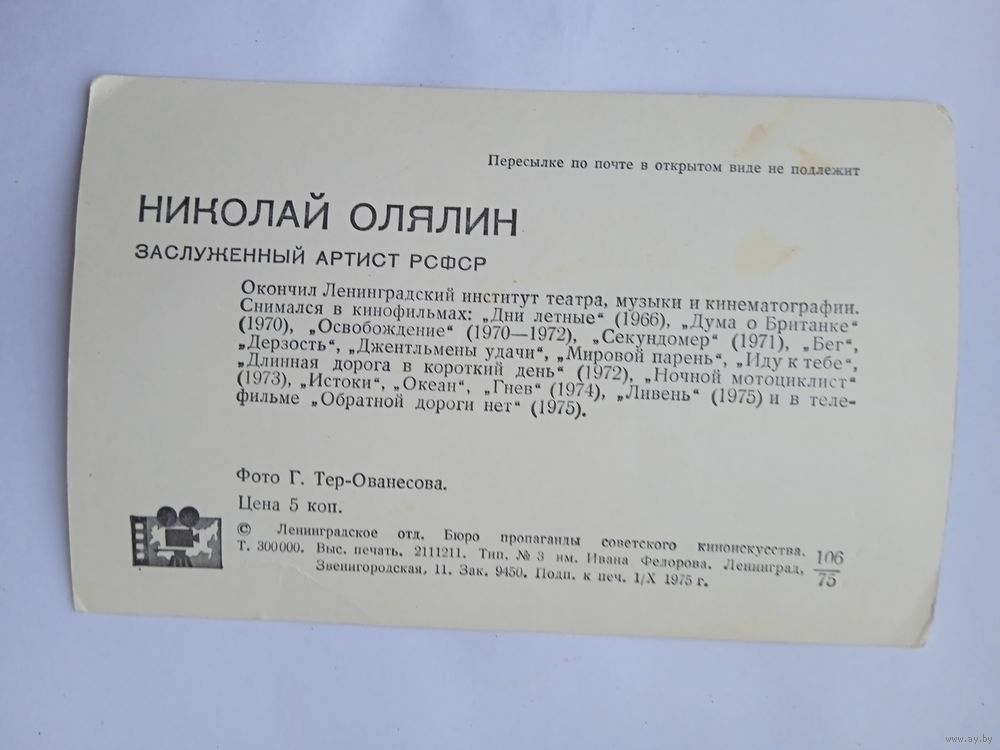 Пересылке по почте в открытом виде не подлежит
НИКОЛАЙ ОЛЯЛИН
ЗАСЛУЖЕННЫЙ АРТИСТ РСФСР
Окончил Ленинградский институт театра, музыки и кинематографии.
Снимался в кинофильмах: „Дни летные“ (1966), „Дума о Британке“
(1970), „Освобождение“ (1970—1972), „Секундомер“ (1971), „Бег“,
„Дерзость“, „Джентльмены удачи“, „Мировой парень“, „Иду к тебе“,
„Длинная дорога в короткий день“ (1972), „Ночной мотоциклист“
(1973), „Истоки“, „Океан“, „Гнев“ (1974), „Ливень“ (1975) и в теле-
фильме „Обратной дороги нет“ (1975).
Фото Г. Тер-Ованесова.
Цена 5 коп.
© Ленинградское отд. Бюро пропаганды советского киноискусства.
Т. 300000. Выс. печать. 2111211. Тип. № 3 им. Ивана Федорова. Ленинград,
Звенигородская, 11. Зак. 9450. Подп. к печ. 1/X 1975 г.
106
75
www.ay.by